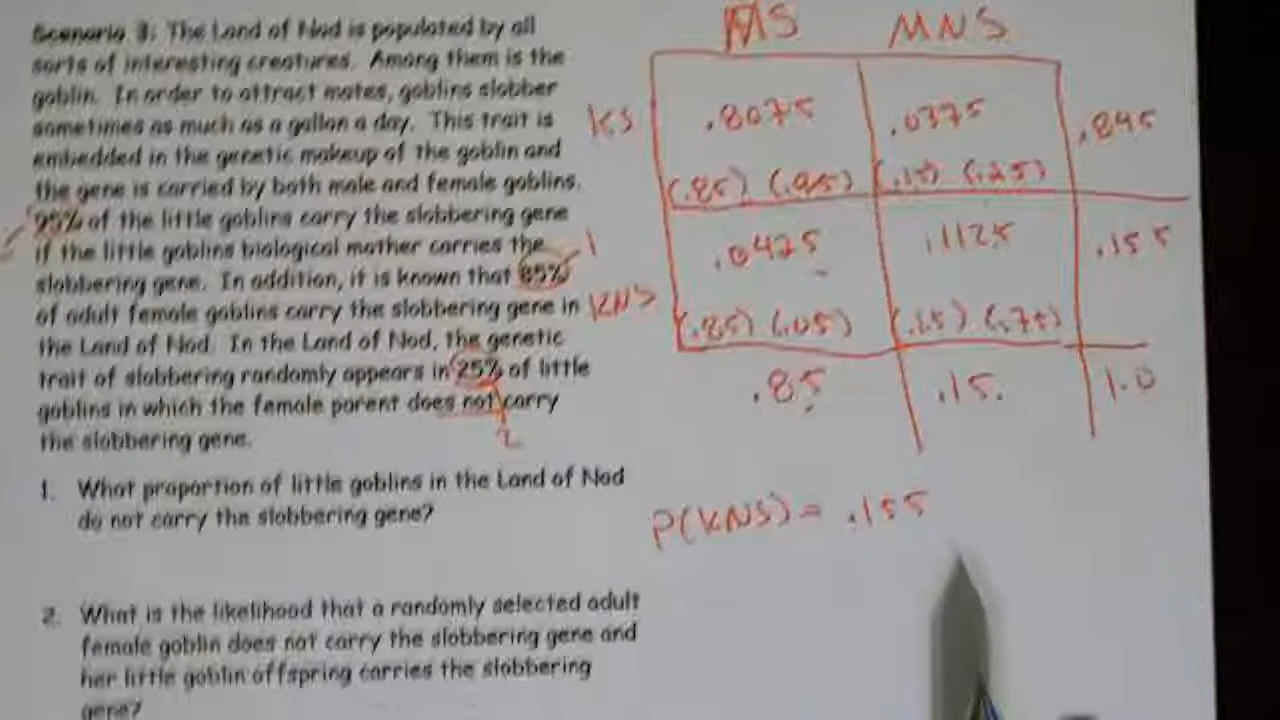 Scenario 3: The Land of Nod is populated by all
sorts of interesting creatures. Among them is the
goblin. In order to attract mates, goblins slobber
sometimes as much as a gallon a day. This trait is
embedded in the genetic makeup of the goblin and
the gene is carried by both male and female goblins.
95% of the little goblins carry the slobbering gene
if the little goblins biological mother carries the
slobbering gene. In addition, it is known that 85%
of adult female goblins carry the slobbering gene in
the Land of Nod. In the Land of Nod, the genetic
trait of slobbering randomly appears in 25% of little
goblins in which the female parent does not carry
the slobbering gene.
1
2
1. What proportion of little goblins in the Land of Nod
do not carry the slobbering gene?
2. What is the likelihood that a randomly selected adult
female goblin does not carry the slobbering gene and
her little goblin offspring carries the slobbering
gene?
MS MNS
KS .8075 .0375 .845
(.85) (.95) (.15) (.25)
.0425 .1125 .155
KNS (.85) (.05) (.15) (.75)
.85 .15 1.0
P(KNS) = .155